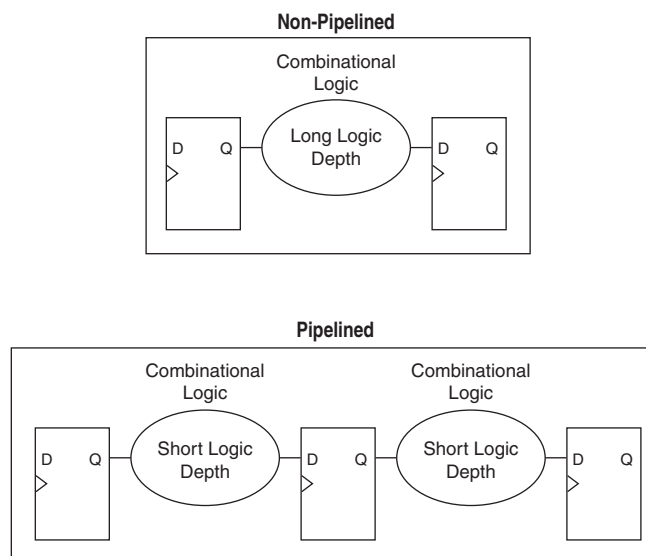 Non-Pipelined
Combinational
Logic
D Q Long Logic D Q
Depth
Pipelined
Combinational Combinational
Logic Logic
D Q Short Logic D Q Short Logic D Q
Depth Depth